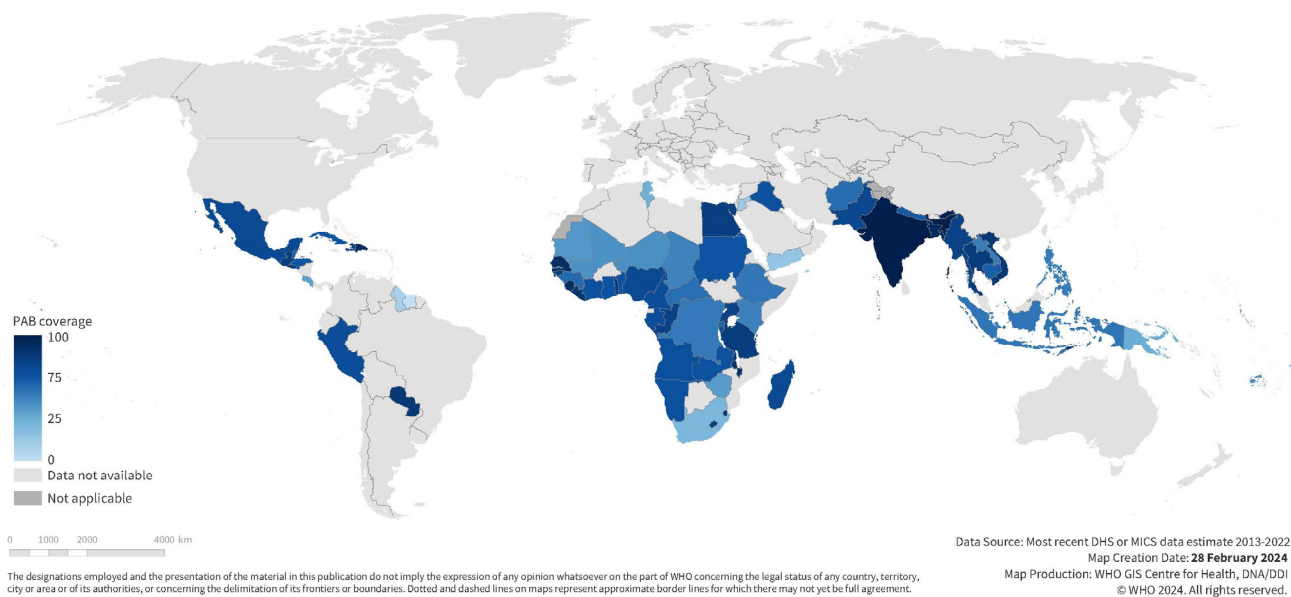 PAB coverage
100
75
25
0
Data not available
Not applicable
0 1000 2000 4000 km
Data Source: Most recent DHS or MICS data estimate 2013-2022
Map Creation Date: 28 February 2024
Map Production: WHO GIS Centre for Health, DNA/DDI
© WHO 2024. All rights reserved.
The designations employed and the presentation of the material in this publication do not imply the expression of any opinion whatsoever on the part of WHO concerning the legal status of any country, territory,
city or area or of its authorities, or concerning the delimitation of its frontiers or boundaries. Dotted and dashed lines on maps represent approximate border lines for which there may not yet be full agreement.